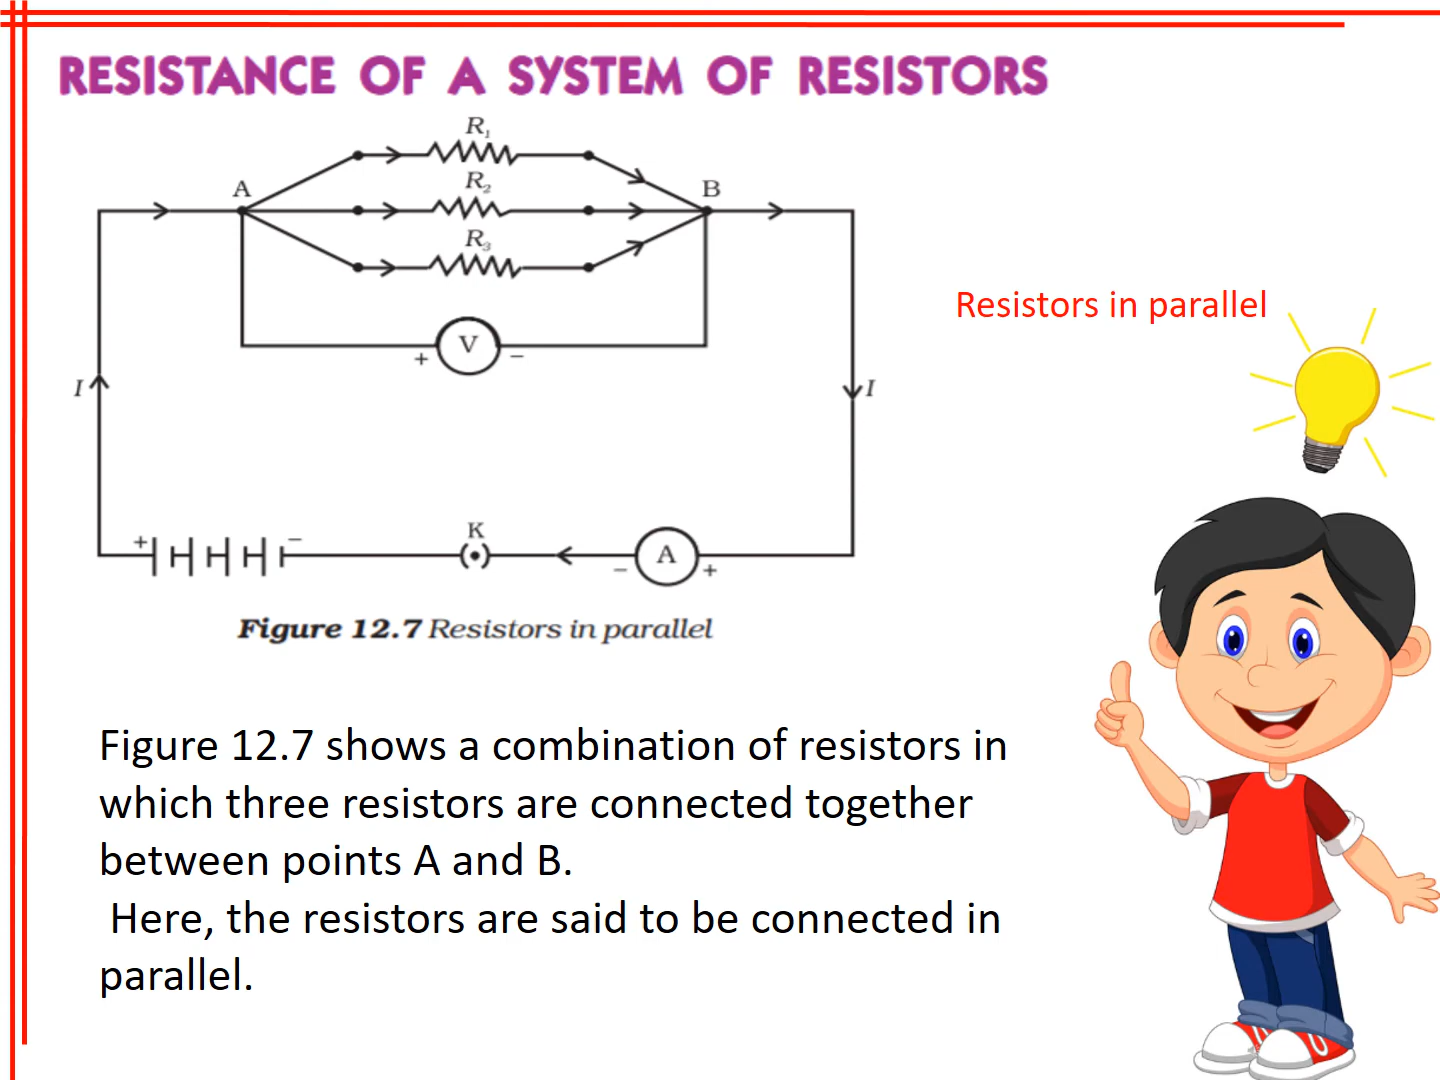 RESISTANCE OF A SYSTEM OF RESISTORS
R₁
A
R₂
B
R₃
Resistors in parallel
+ V −
I
I
K
+ −
− A +
Figure 12.7 Resistors in parallel
Figure 12.7 shows a combination of resistors in
which three resistors are connected together
between points A and B.
Here, the resistors are said to be connected in
parallel.